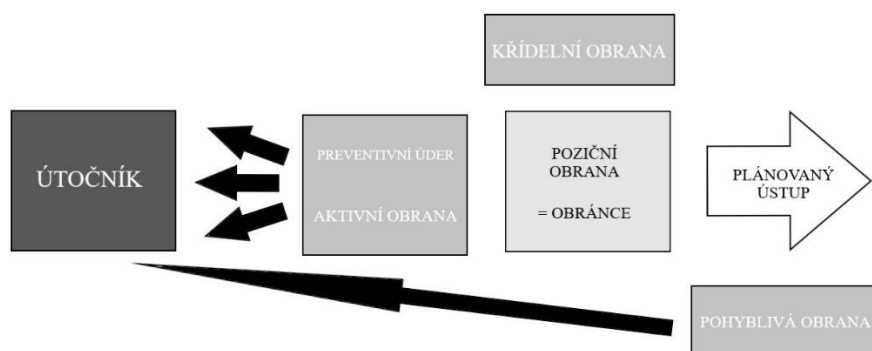 KŘÍDELNÍ OBRANA
ÚTOČNÍK
PREVENTIVNÍ ÚDER
AKTIVNÍ OBRANA
POZIČNÍ
OBRANA
= OBRÁNCE
PLÁNOVANÝ
ÚSTUP
POHYBLIVÁ OBRANA